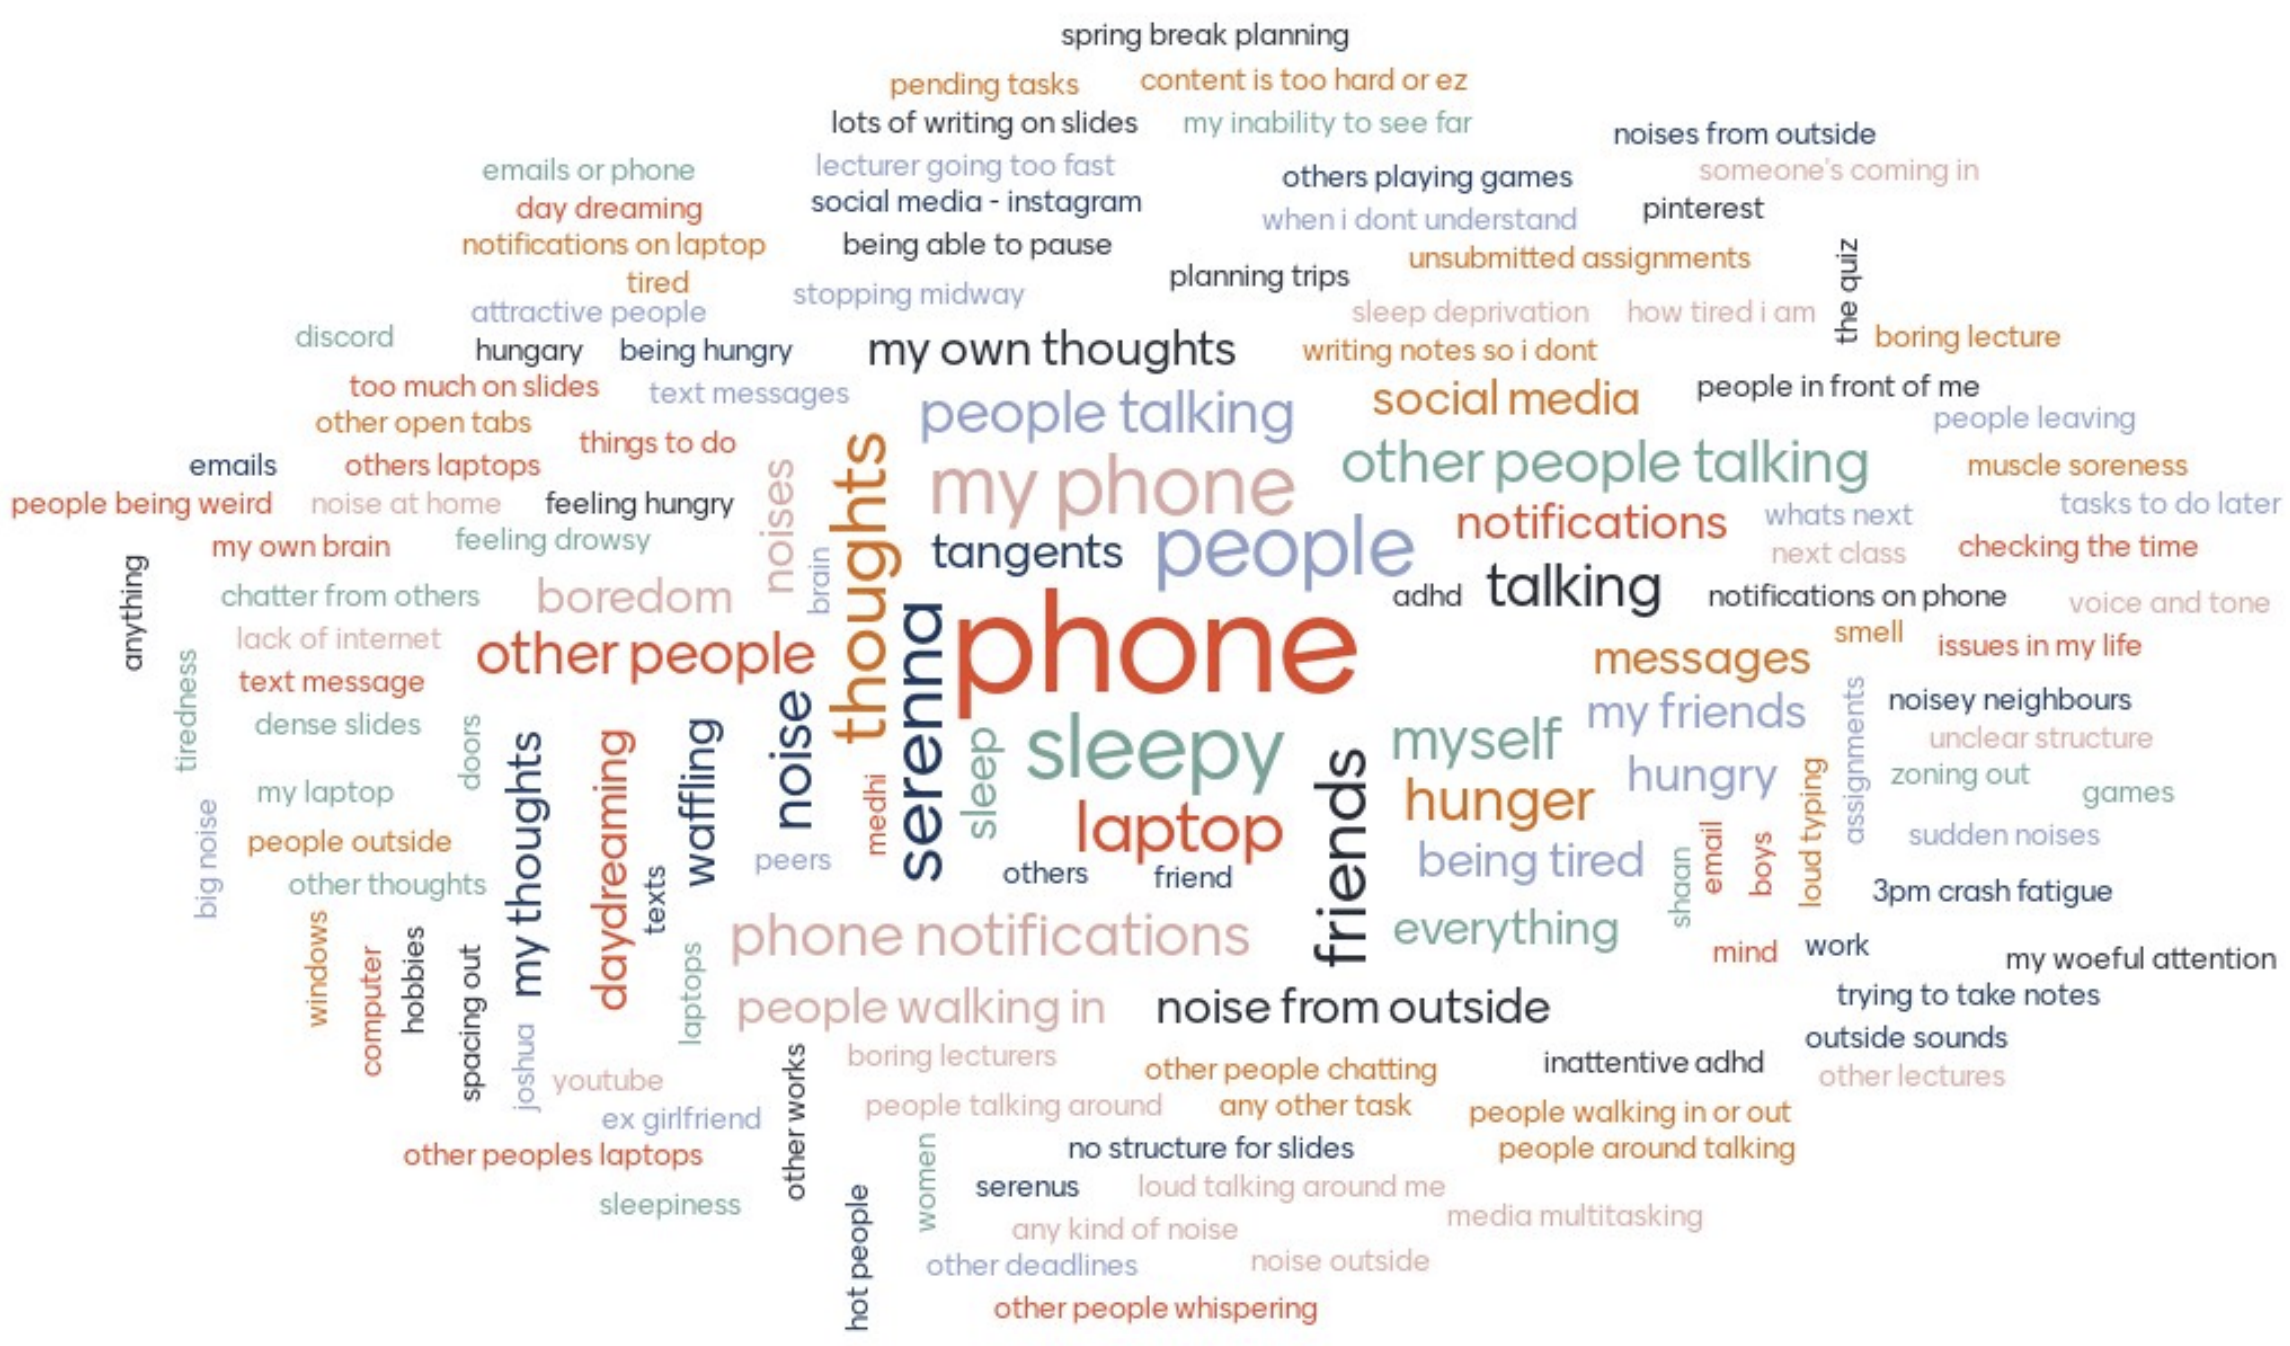 spring break planning
pending tasks
content is too hard or ez
lots of writing on slides
my inability to see far
noises from outside
emails or phone
lecturer going too fast
others playing games
someone's coming in
day dreaming
social media - instagram
when i dont understand
pinterest
notifications on laptop
being able to pause
unsubmitted assignments
the quiz
tired
stopping midway
planning trips
attractive people
sleep deprivation
how tired i am
discord
hungary
being hungry
my own thoughts
writing notes so i dont
boring lecture
too much on slides
text messages
people talking
social media
people in front of me
other open tabs
people leaving
things to do
thoughts
emails
others laptops
my phone
other people talking
muscle soreness
people being weird
noise at home
feeling hungry
noises
notifications
whats next
tasks to do later
my own brain
feeling drowsy
brain
tangents
people
next class
checking the time
anything
chatter from others
boredom
adhd
talking
notifications on phone
voice and tone
lack of internet
other people
serenna
phone
smell
issues in my life
messages
tiredness
text message
dense slides
doors
noise
my friends
assignments
noisey neighbours
my thoughts
daydreaming
waffling
sleep
sleepy
myself
unclear structure
my laptop
medhi
laptop
friends
hunger
hungry
loud typing
zoning out
games
big noise
people outside
peers
being tired
email
boys
sudden noises
other thoughts
texts
others
friend
shaan
3pm crash fatigue
windows
computer
hobbies
spacing out
laptops
phone notifications
everything
mind
work
my woeful attention
people walking in
noise from outside
trying to take notes
joshua
youtube
other works
boring lecturers
other people chatting
inattentive adhd
outside sounds
other lectures
ex girlfriend
people talking around
any other task
people walking in or out
other peoples laptops
women
no structure for slides
people around talking
sleepiness
hot people
serenus
loud talking around me
media multitasking
any kind of noise
other deadlines
noise outside
other people whispering